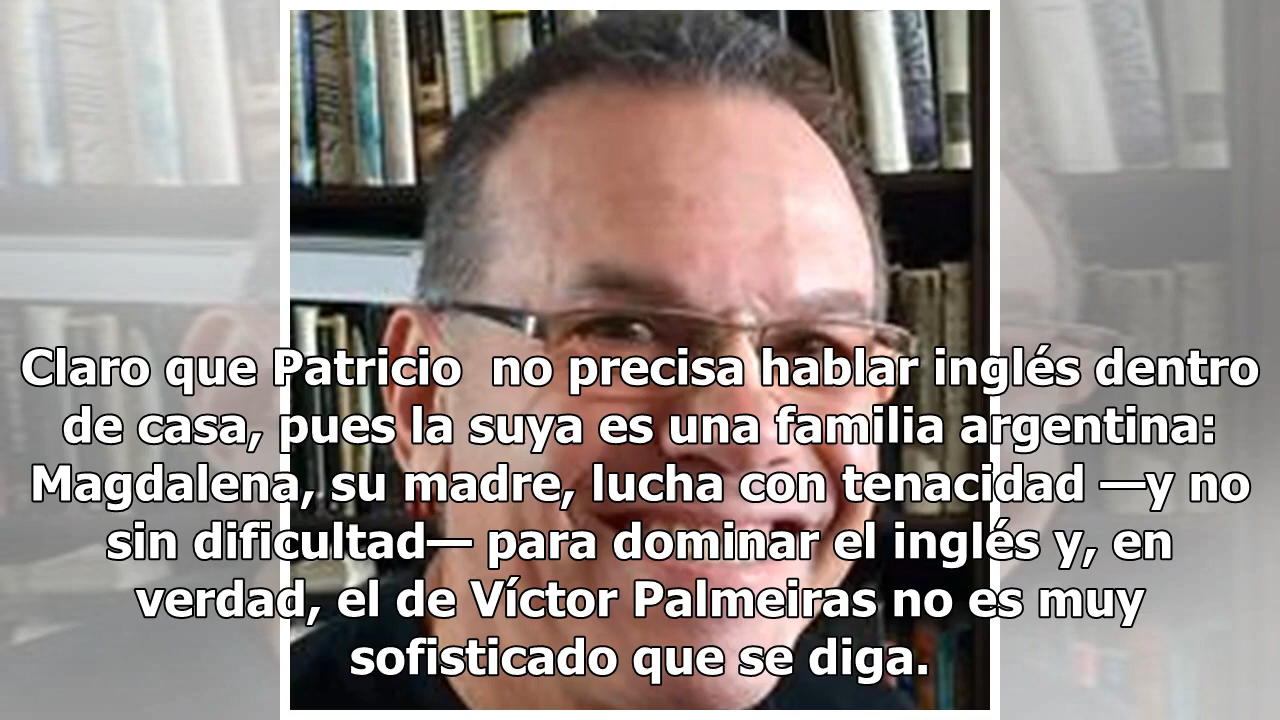 Claro que Patricio  no precisa hablar inglés dentro
de casa, pues la suya es una familia argentina:
Magdalena, su madre, lucha con tenacidad —y no
sin dificultad— para dominar el inglés y, en
verdad, el de Víctor Palmeiras no es muy
sofisticado que se diga.